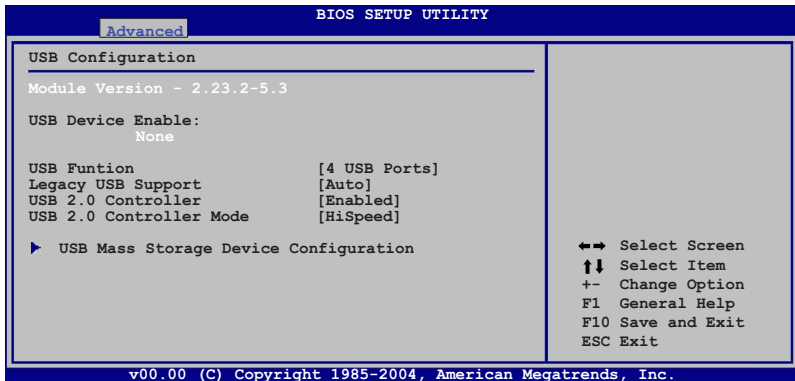 BIOS SETUP UTILITY
Advanced
USB Configuration
Module Version - 2.23.2-5.3
USB Device Enable:
None
USB Funtion [4 USB Ports]
Legacy USB Support [Auto]
USB 2.0 Controller [Enabled]
USB 2.0 Controller Mode [HiSpeed]
USB Mass Storage Device Configuration
Select Screen
Select Item
+- Change Option
F1 General Help
F10 Save and Exit
ESC Exit
v00.00 (C) Copyright 1985-2004, American Megatrends, Inc.